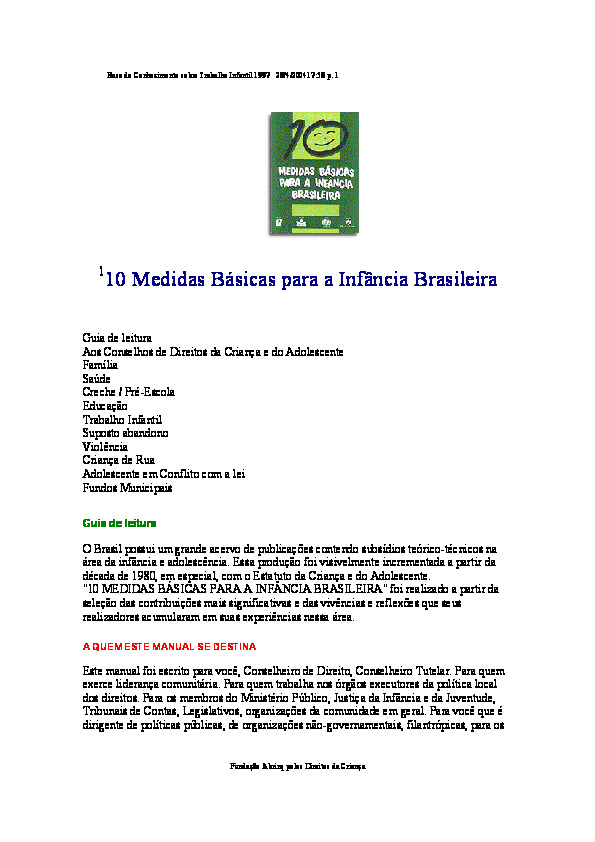 Base de Conhecimento sobre Trabalho Infantil 1997 p. 1
10
MEDIDAS BÁSICAS
PARA A INFÂNCIA
BRASILEIRA
1 10 Medidas Básicas para a Infância Brasileira
Guia de leitura
Aos Conselhos de Direitos da Criança e do Adolescente
Família
Saúde
Creche / Pré-Escola
Educação
Trabalho Infantil
Suposto abandono
Violência
Criança de Rua
Adolescente em Conflito com a lei
Fundos Municipais
Guia de leitura
O Brasil possui um grande acervo de publicações contendo subsídios teórico-técnicos na
área da infância e adolescência. Essa produção foi visivelmente incrementada a partir da
década de 1980, em especial, com o Estatuto da Criança e do Adolescente.
"10 MEDIDAS BÁSICAS PARA A INFÂNCIA BRASILEIRA" foi realizado a partir da
seleção das contribuições mais significativas e das vivências e reflexões que seus
realizadores acumularam em suas experiências nessa área.
A QUEM ESTE MANUAL SE DESTINA
Este manual foi escrito para você, Conselheiro de Direito, Conselheiro Tutelar. Para quem
exerce liderança comunitária. Para quem trabalha nos órgãos executores da política local
dos direitos. Para os membros do Ministério Público, Justiça da Infância e da Juventude,
Tribunais de Contas, Legislativos, organizações da comunidade em geral. Para você que é
dirigente de políticas públicas, de organizações não-governamentais, filantrópicas, para os
Fundação Abrinq pelos Direitos da Criança